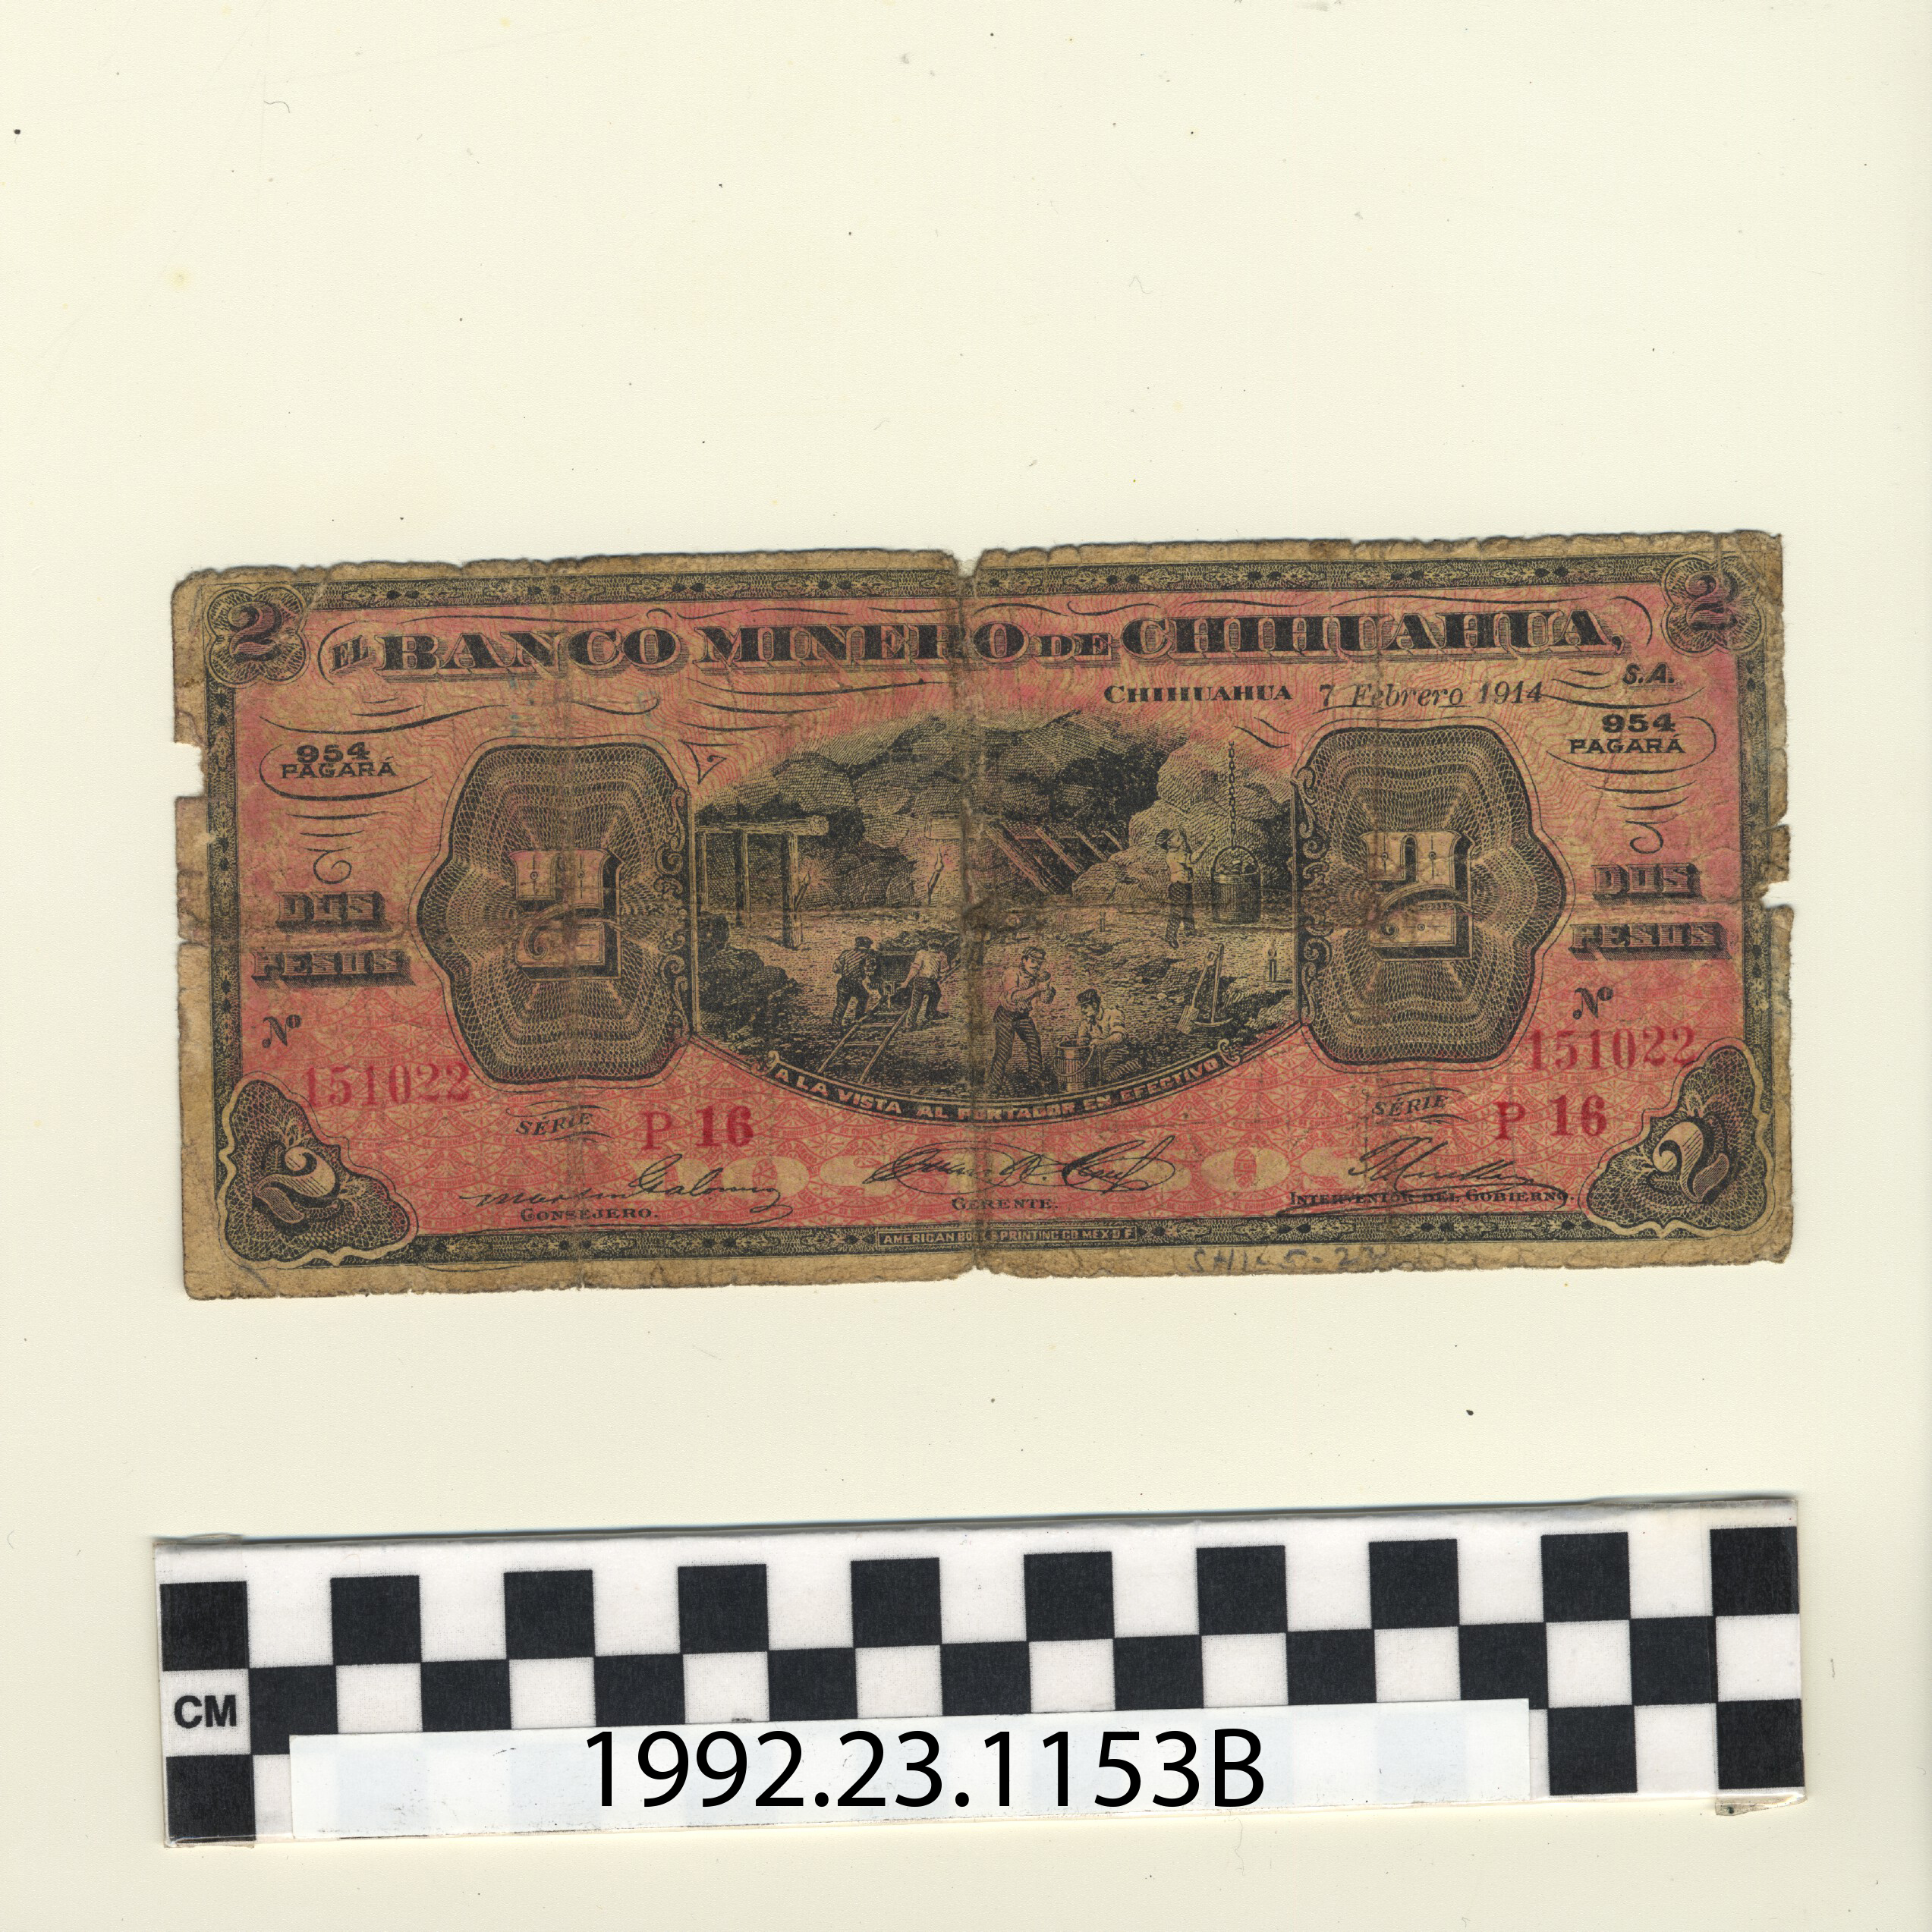 2 2
EL BANCO MINERO DE CHIHUAHUA,
S.A.
CHIHUAHUA 7 Febrero 1914
954 954
PAGARÁ PAGARÁ
2 2
DOS DOS
PESOS PESOS
Nº Nº
151022 151022
A LA VISTA AL PORTADOR EN EFECTIVO
SÉRIE P 16 SÉRIE P 16
2 2
CONSEJERO. GERENTE. INTERVENTOR DEL GOBIERNO.
AMERICAN BOOK & PRINTING CO. MEX D F
CM
1992.23.1153B